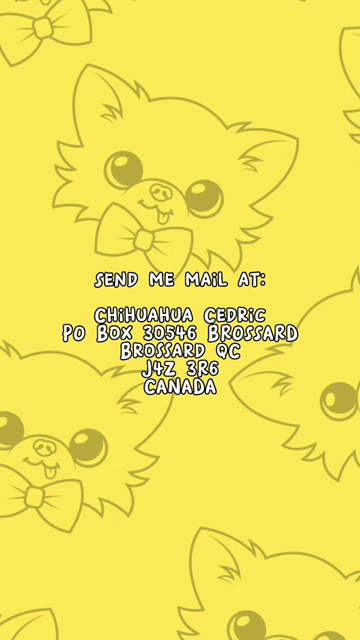 SEND ME MAiL AT:
CHiHUAHUA CEDRiC
PO BOX 30546 BROSSARD
BROSSARD QC
J4Z 3R6
CANADA